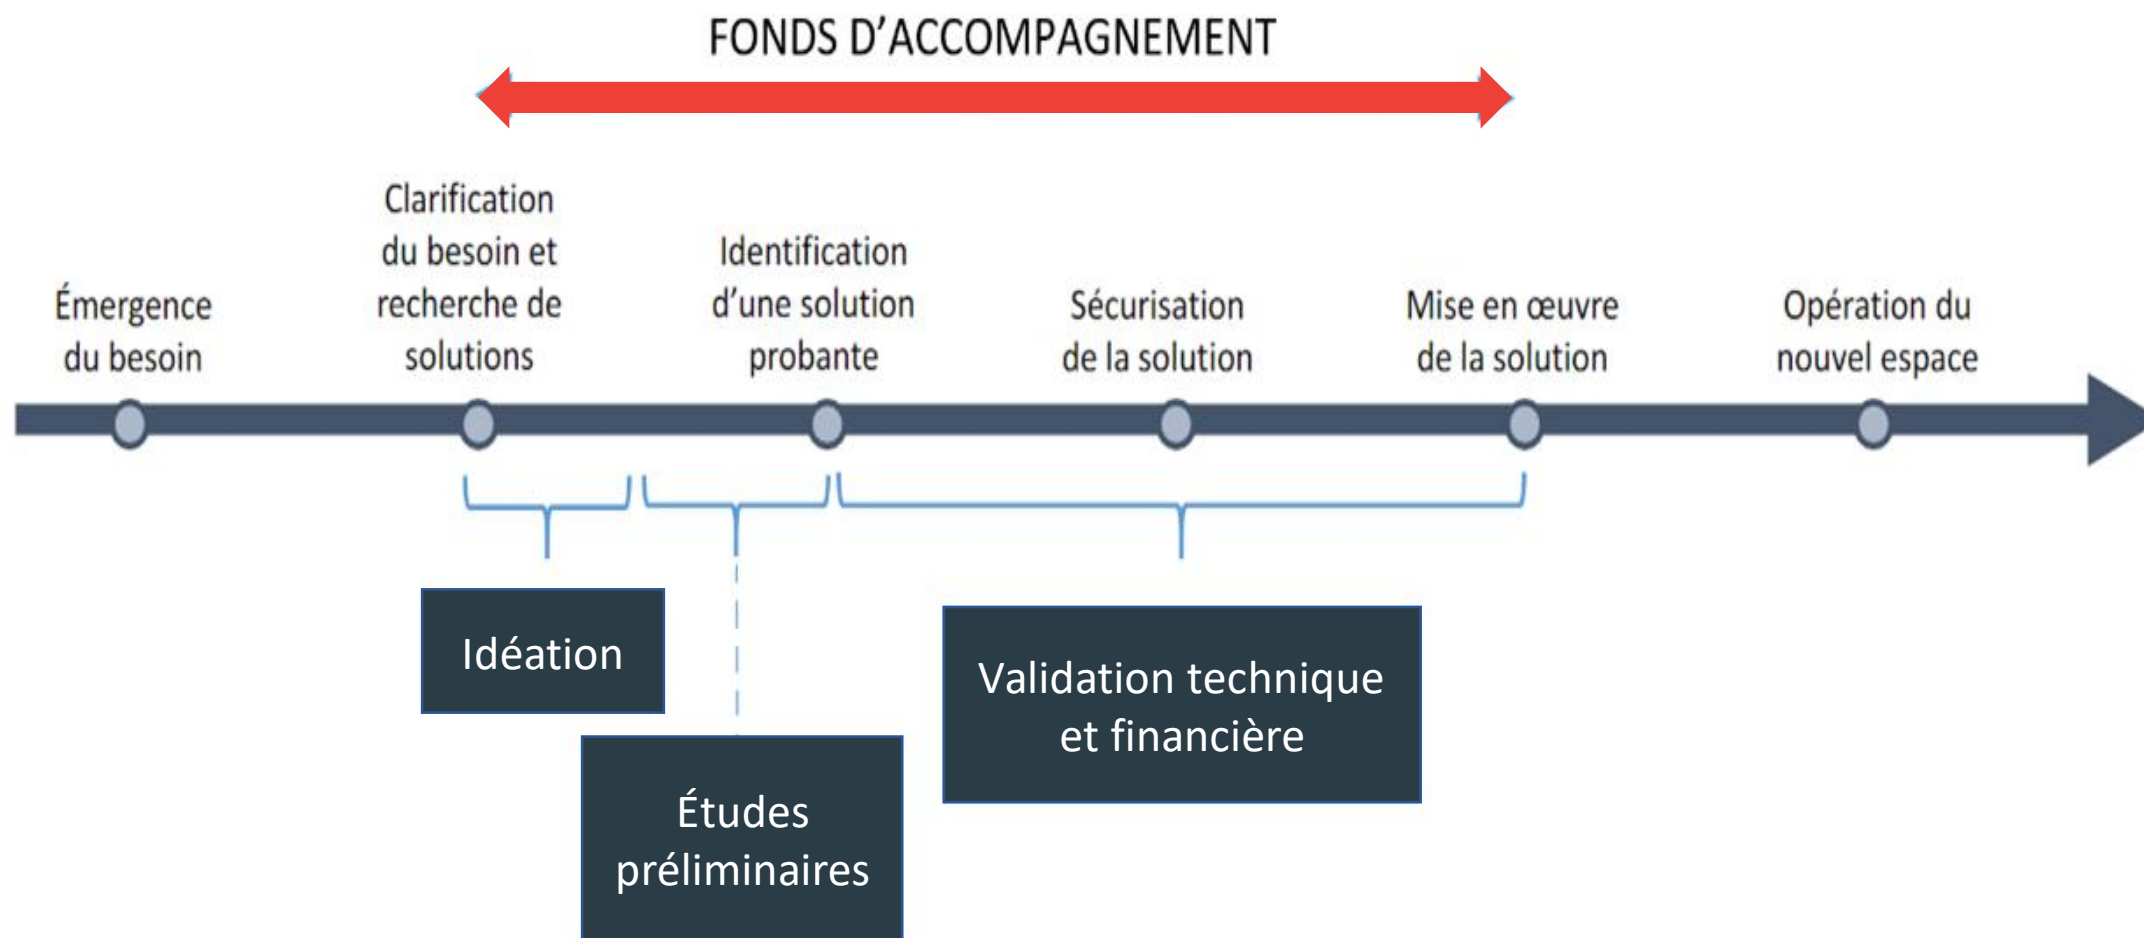 FONDS D’ACCOMPAGNEMENT
Émergence
du besoin
Clarification
du besoin et
recherche de
solutions
Identification
d’une solution
probante
Sécurisation
de la solution
Mise en œuvre
de la solution
Opération du
nouvel espace
Idéation
Études
préliminaires
Validation technique
et financière